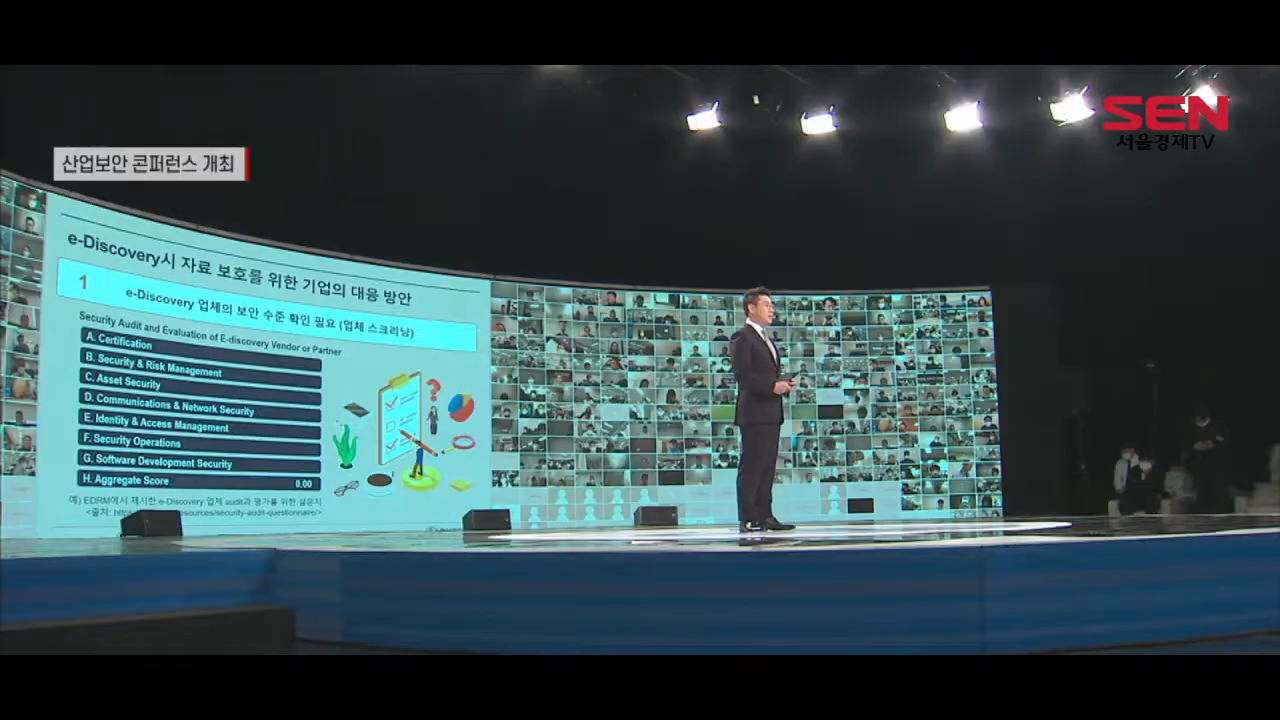 SEN
서울경제TV
산업보안 콘퍼런스 개최
e-Discovery시 자료 보호를 위한 기업의 대응 방안
1
e-Discovery 업체의 보안 수준 확인 필요 (업체 스크리닝)
Security Audit and Evaluation of E-discovery Vendor or Partner
A. Certification
B. Security & Risk Management
C. Asset Security
D. Communications & Network Security
E. Identity & Access Management
F. Security Operations
G. Software Development Security
H. Aggregate Score 0.00
예) EDRM에서 제시한 e-Discovery 업체 audit과 평가를 위한 설문지
<출처: esources/security-audit-questionnaire/>